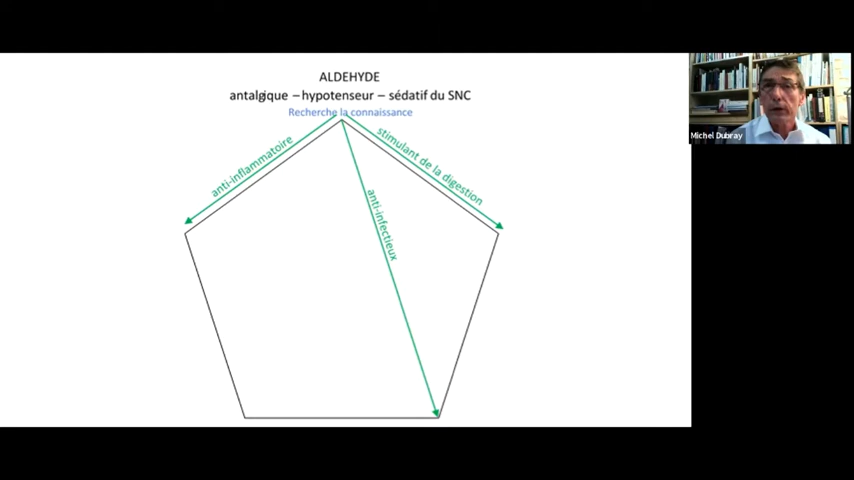 ALDEHYDE
antalgique – hypotenseur – sédatif du SNC
Recherche la connaissance
anti-inflammatoire
stimulant de la digestion
anti-infectieux
Michel Dubray